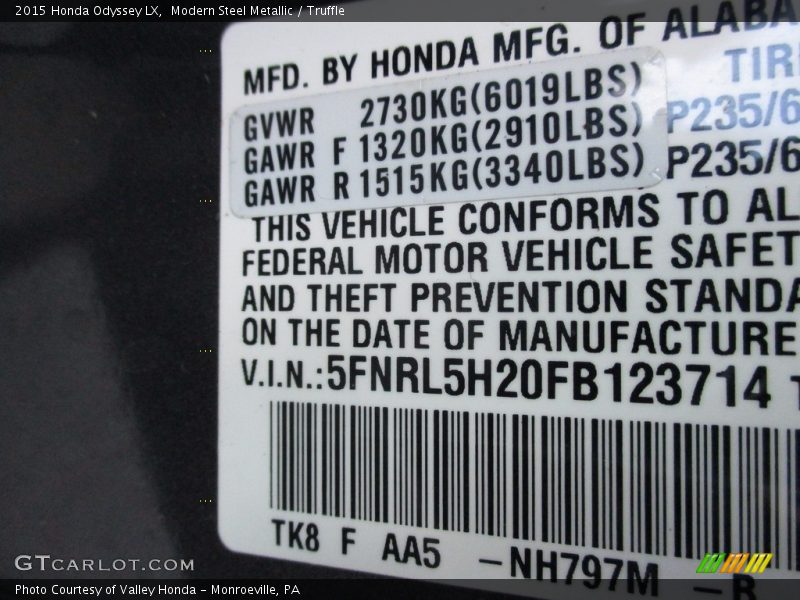 2015 Honda Odyssey LX, Modern Steel Metallic / Truffle
MFD. BY HONDA MFG. OF ALABA
TIR
GVWR 2730KG(6019LBS)
GAWR F 1320KG(2910LBS) P235/6
GAWR R 1515KG(3340LBS) P235/6
THIS VEHICLE CONFORMS TO AL
FEDERAL MOTOR VEHICLE SAFET
AND THEFT PREVENTION STANDA
ON THE DATE OF MANUFACTURE
V.I.N.:5FNRL5H20FB123714 T
TK8 F AA5 -NH797M -R
GTCARLOT.COM
Photo Courtesy of Valley Honda - Monroeville, PA